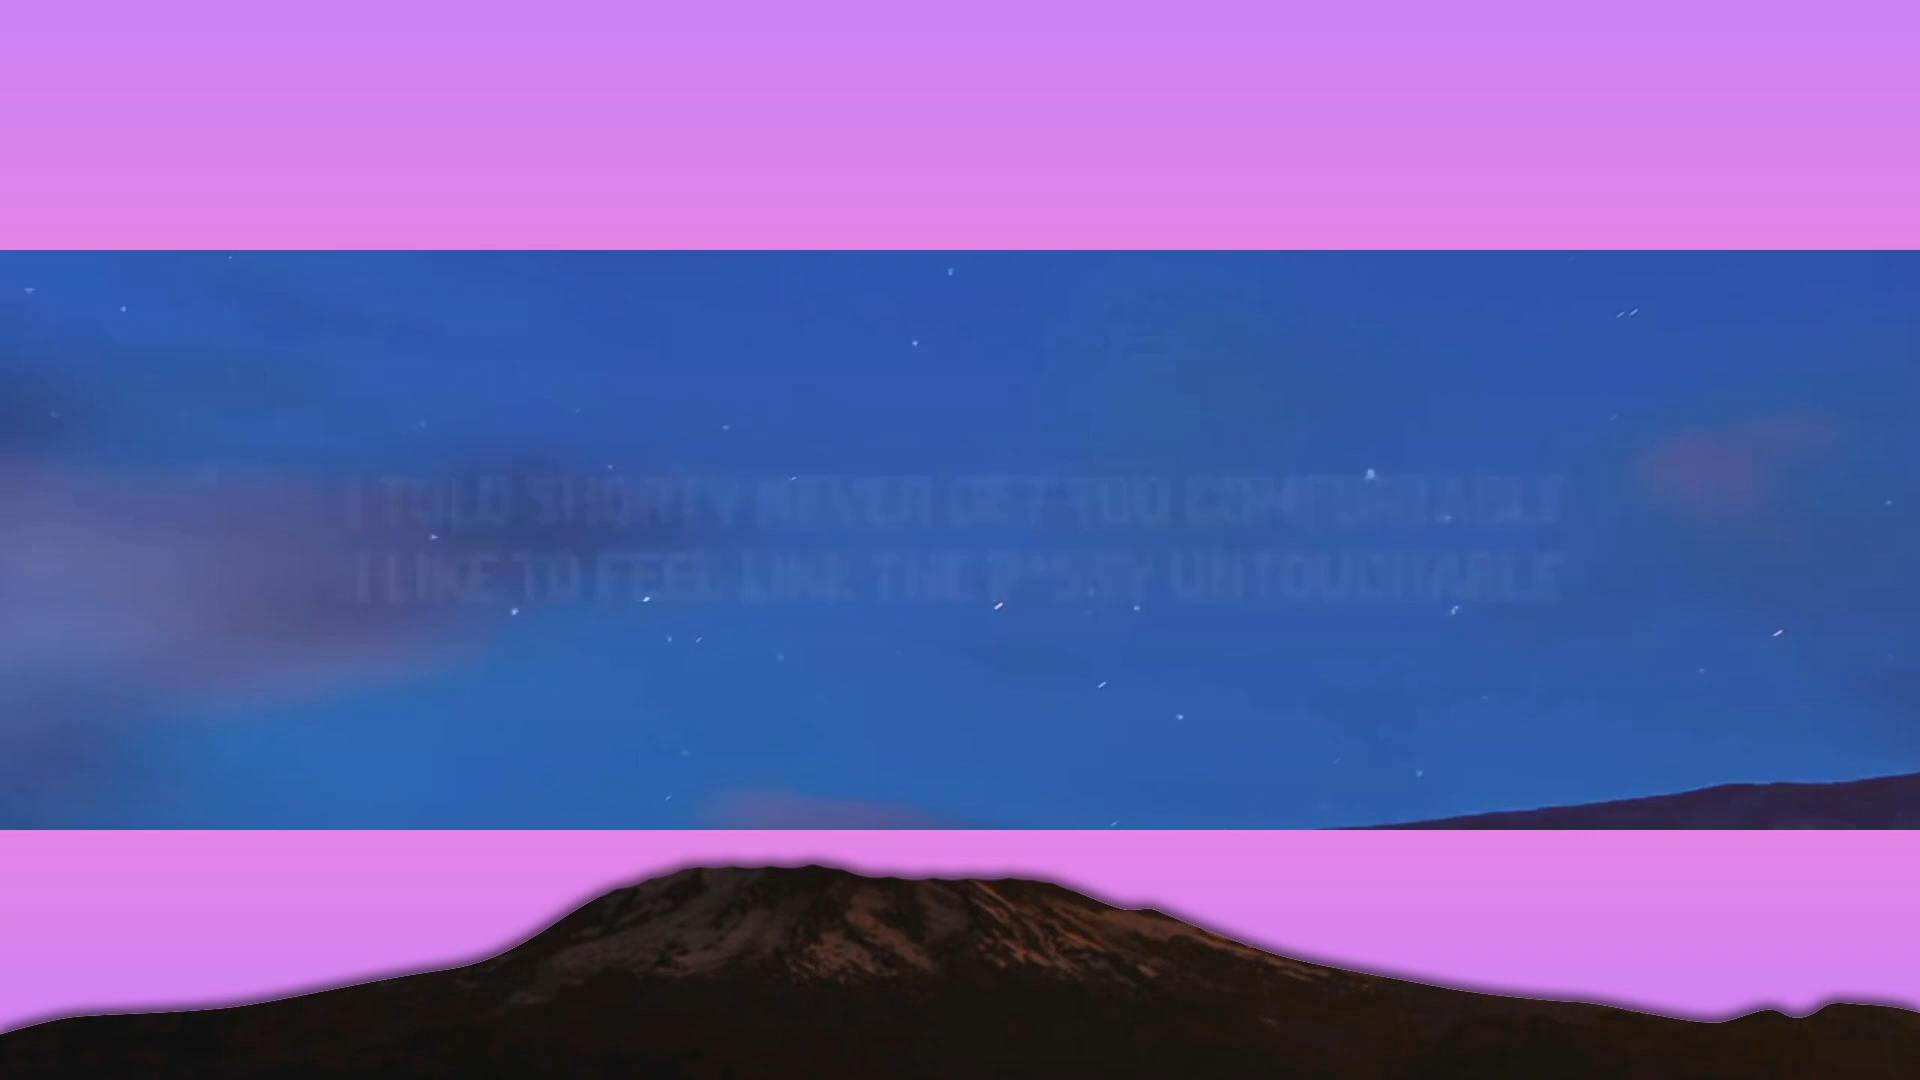 I TOLD SHORTY NEVER GET TOO COMFORTABLE
I LIKE TO FEEL LIKE THE P*SSY UNTOUCHABLE